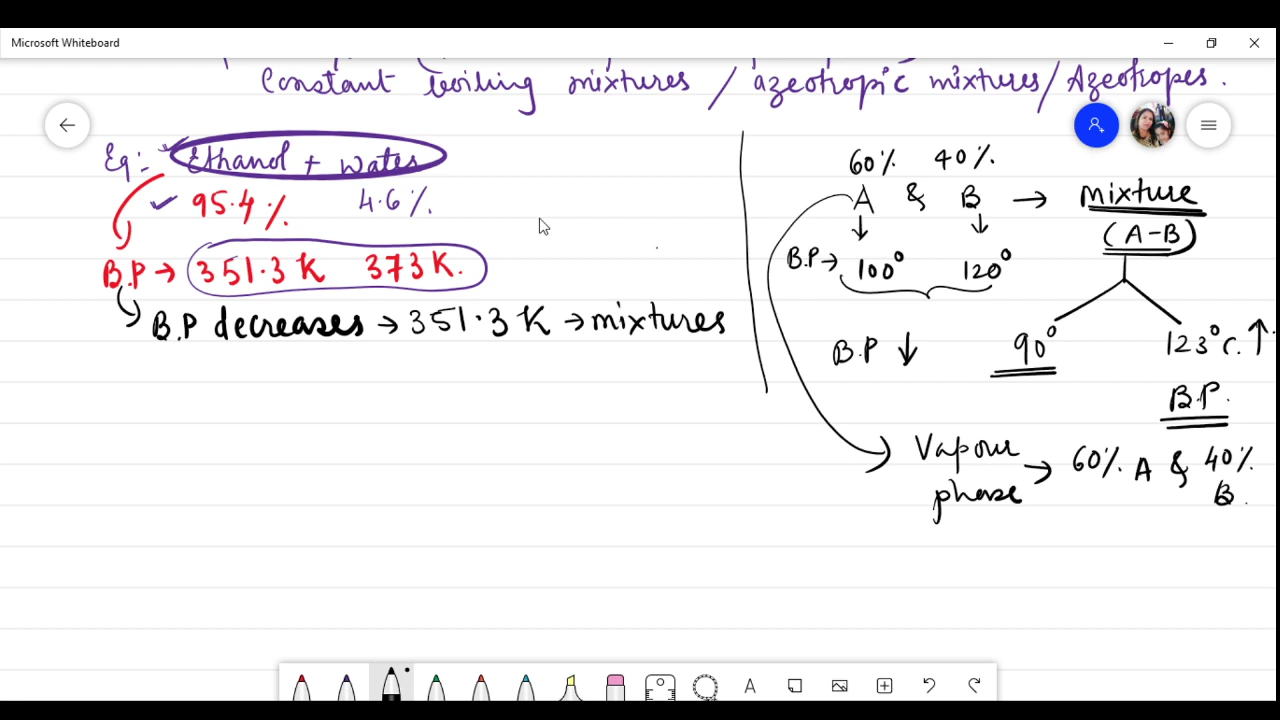 Microsoft Whiteboard
Constant boiling mixtures / azeotropic mixtures/Azeotropes.
Eg:- Ethanol + Water
95.4% 4.6%.
B.P → 351.3 K 373 K.
B.P decreases → 351.3 K → mixtures
60% 40%.
A & B → mixture
(A-B)
B.P → 100° 120°
B.P ↓ 90° 123°C. ↑
B.P.
Vapour phase → 60% A & 40% B.
A